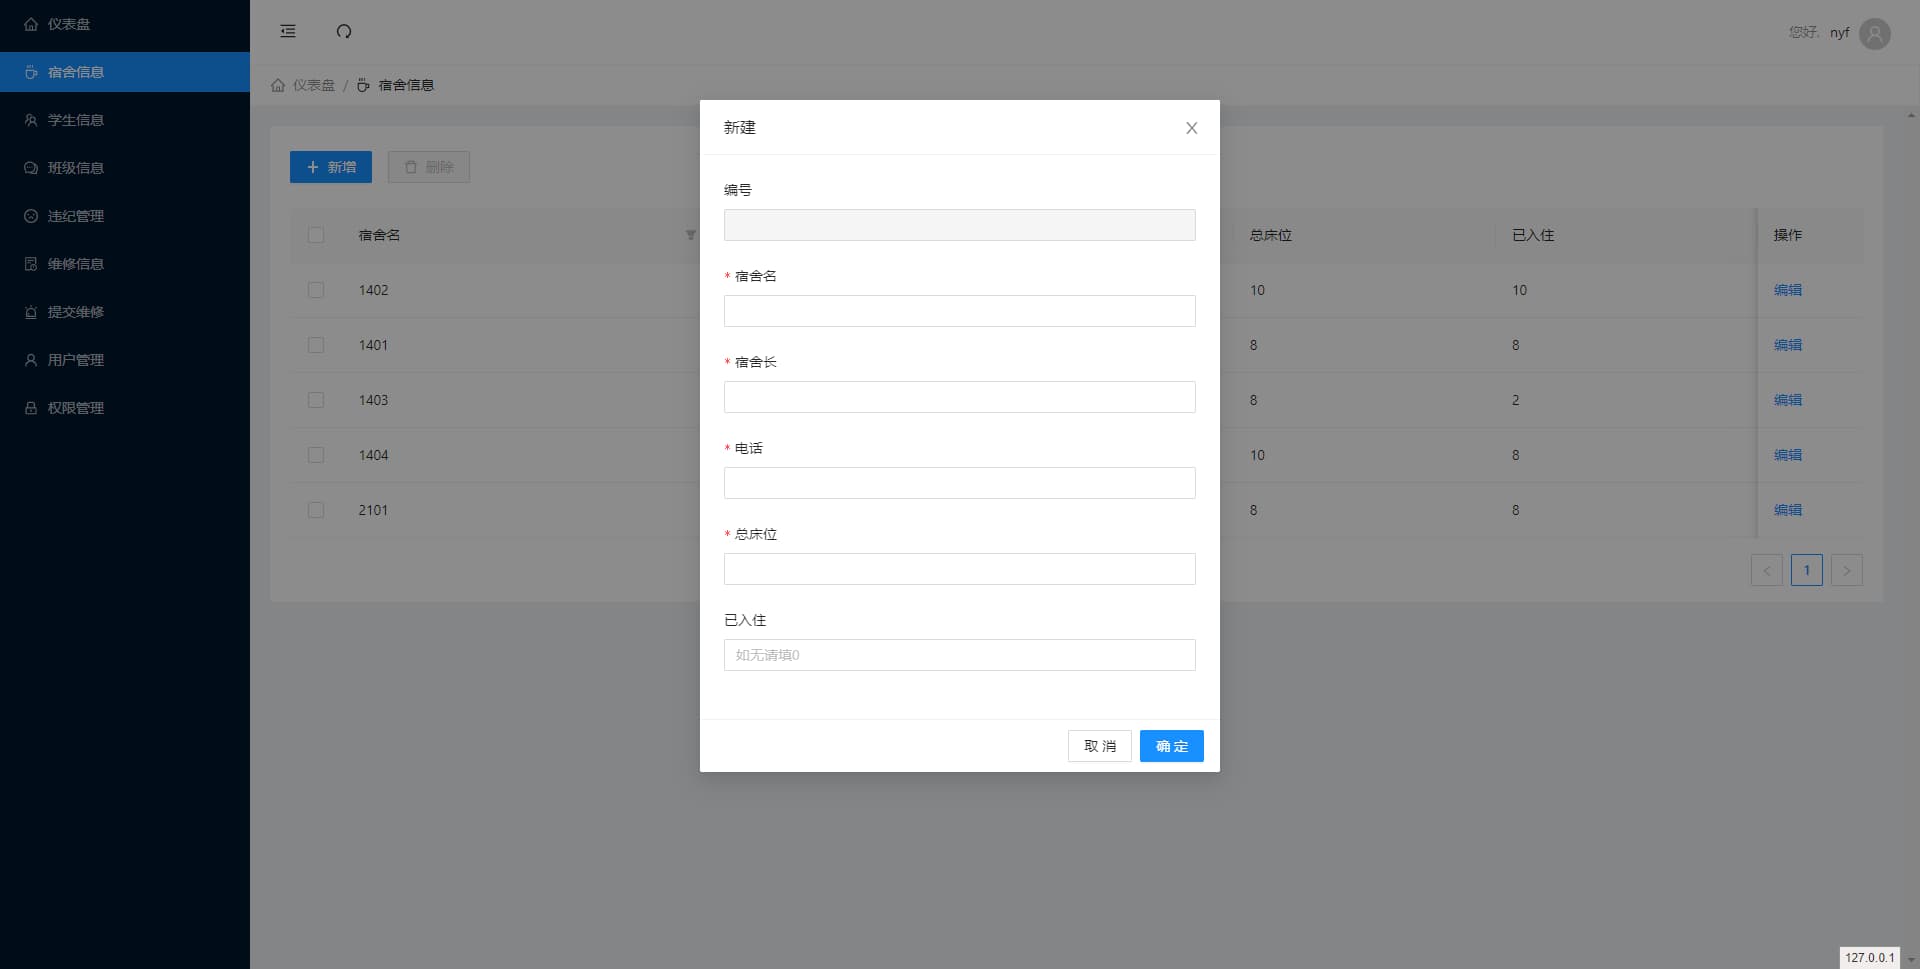 仪表盘
宿舍信息
学生信息
班级信息
违纪管理
维修信息
提交维修
用户管理
权限管理
您好, nyf
仪表盘 / 宿舍信息
新增 删除
宿舍名 总床位 已入住 操作
1402 10 10 编辑
1401 8 8 编辑
1403 8 2 编辑
1404 10 8 编辑
2101 8 8 编辑
< 1 >
新建
编号
* 宿舍名
* 宿舍长
* 电话
* 总床位
已入住
如无请填0
取 消 确 定
127.0.0.1